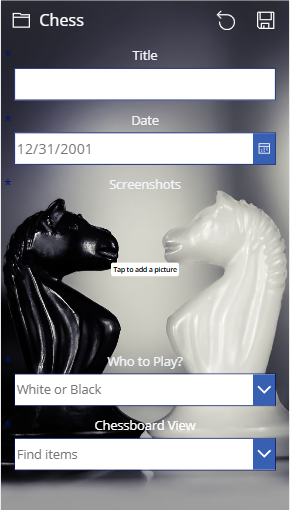 Chess
* Title
* Date
12/31/2001
* Screenshots
Tap to add a picture
* Who to Play?
White or Black
* Chessboard View
Find items